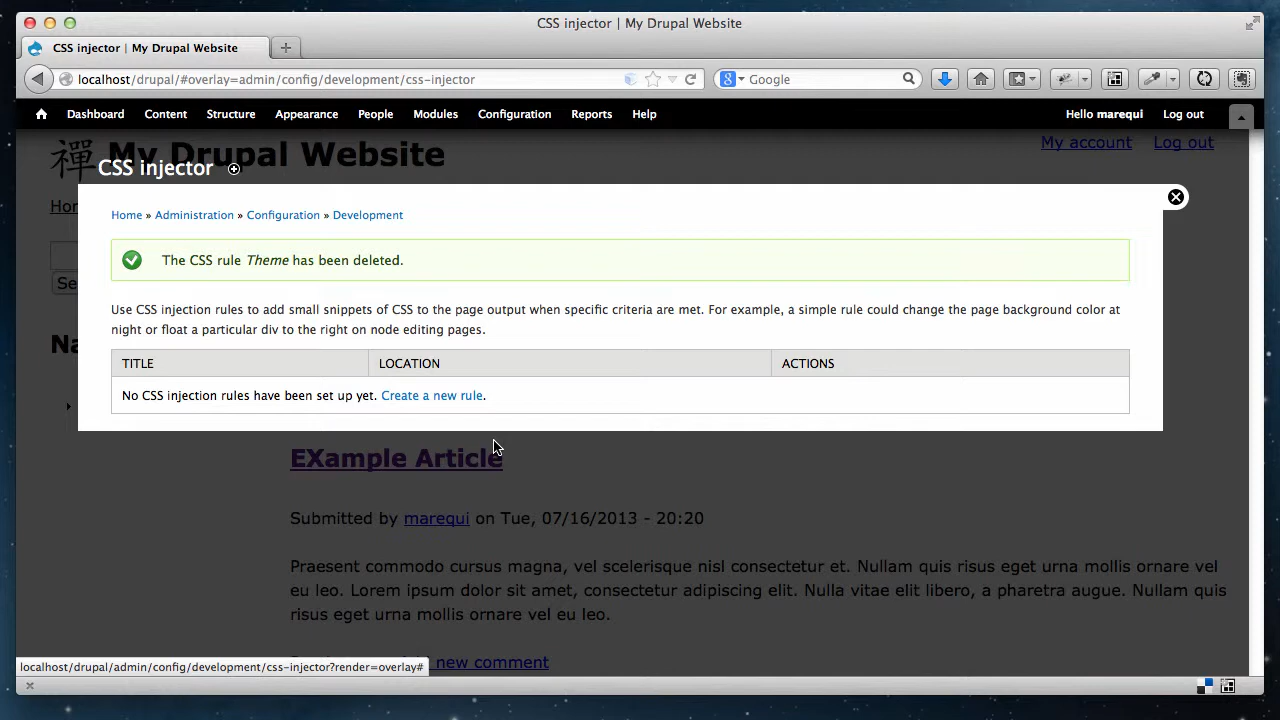 CSS injector | My Drupal Website
CSS injector | My Drupal Website
localhost/drupal/#overlay=admin/config/development/css-injector
Google
Dashboard Content Structure Appearance People Modules Configuration Reports Help Hello marequi Log out
禪 My Drupal Website
My account Log out
CSS injector
Home » Administration » Configuration » Development
The CSS rule Theme has been deleted.
Use CSS injection rules to add small snippets of CSS to the page output when specific criteria are met. For example, a simple rule could change the page background color at
night or float a particular div to the right on node editing pages.
TITLE LOCATION ACTIONS
No CSS injection rules have been set up yet. Create a new rule.
EXample Article
Submitted by marequi on Tue, 07/16/2013 - 20:20
Praesent commodo cursus magna, vel scelerisque nisl consectetur et. Nullam quis risus eget urna mollis ornare vel
eu leo. Lorem ipsum dolor sit amet, consectetur adipiscing elit. Nulla vitae elit libero, a pharetra augue. Nullam quis
risus eget urna mollis ornare vel eu leo.
new comment
localhost/drupal/admin/config/development/css-injector?render=overlay#